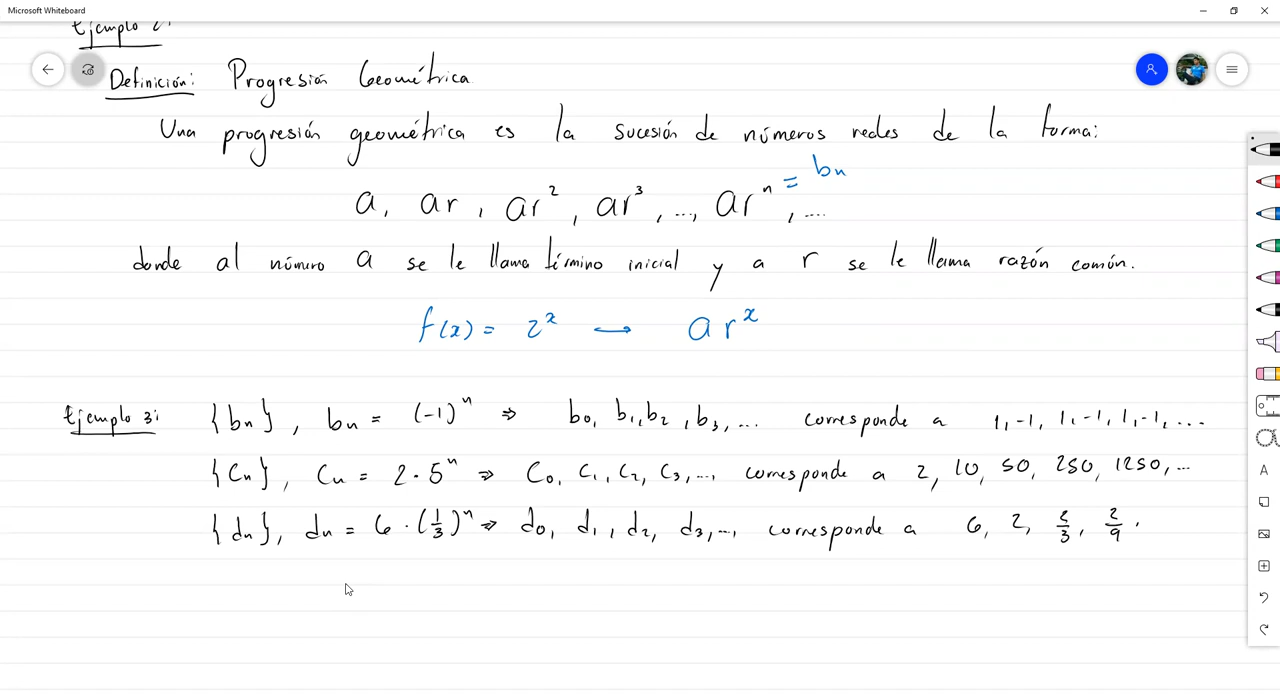 Microsoft Whiteboard
Ejemplo 2:
Definición: Progresión Geométrica
Una progresión geométrica es la sucesión de números reales de la forma:
a, ar, ar², ar³, ..., arⁿ = bn, ...
donde al número a se le llama término inicial y a r se le llama razón común.
f(x) = 2ˣ ⟶ a rˣ
Ejemplo 3: {bn}, bn = (-1)ⁿ ⇒ b0, b1, b2, b3, ... corresponde a 1, -1, 1, -1, 1, -1, ...
{Cn}, Cn = 2 · 5ⁿ ⇒ C0, C1, C2, C3, ..., corresponde a 2, 10, 50, 250, 1250, ...
{dn}, dn = 6 · (1/3)ⁿ ⇒ d0, d1, d2, d3, ..., corresponde a 6, 2, 2/3, 2/9,